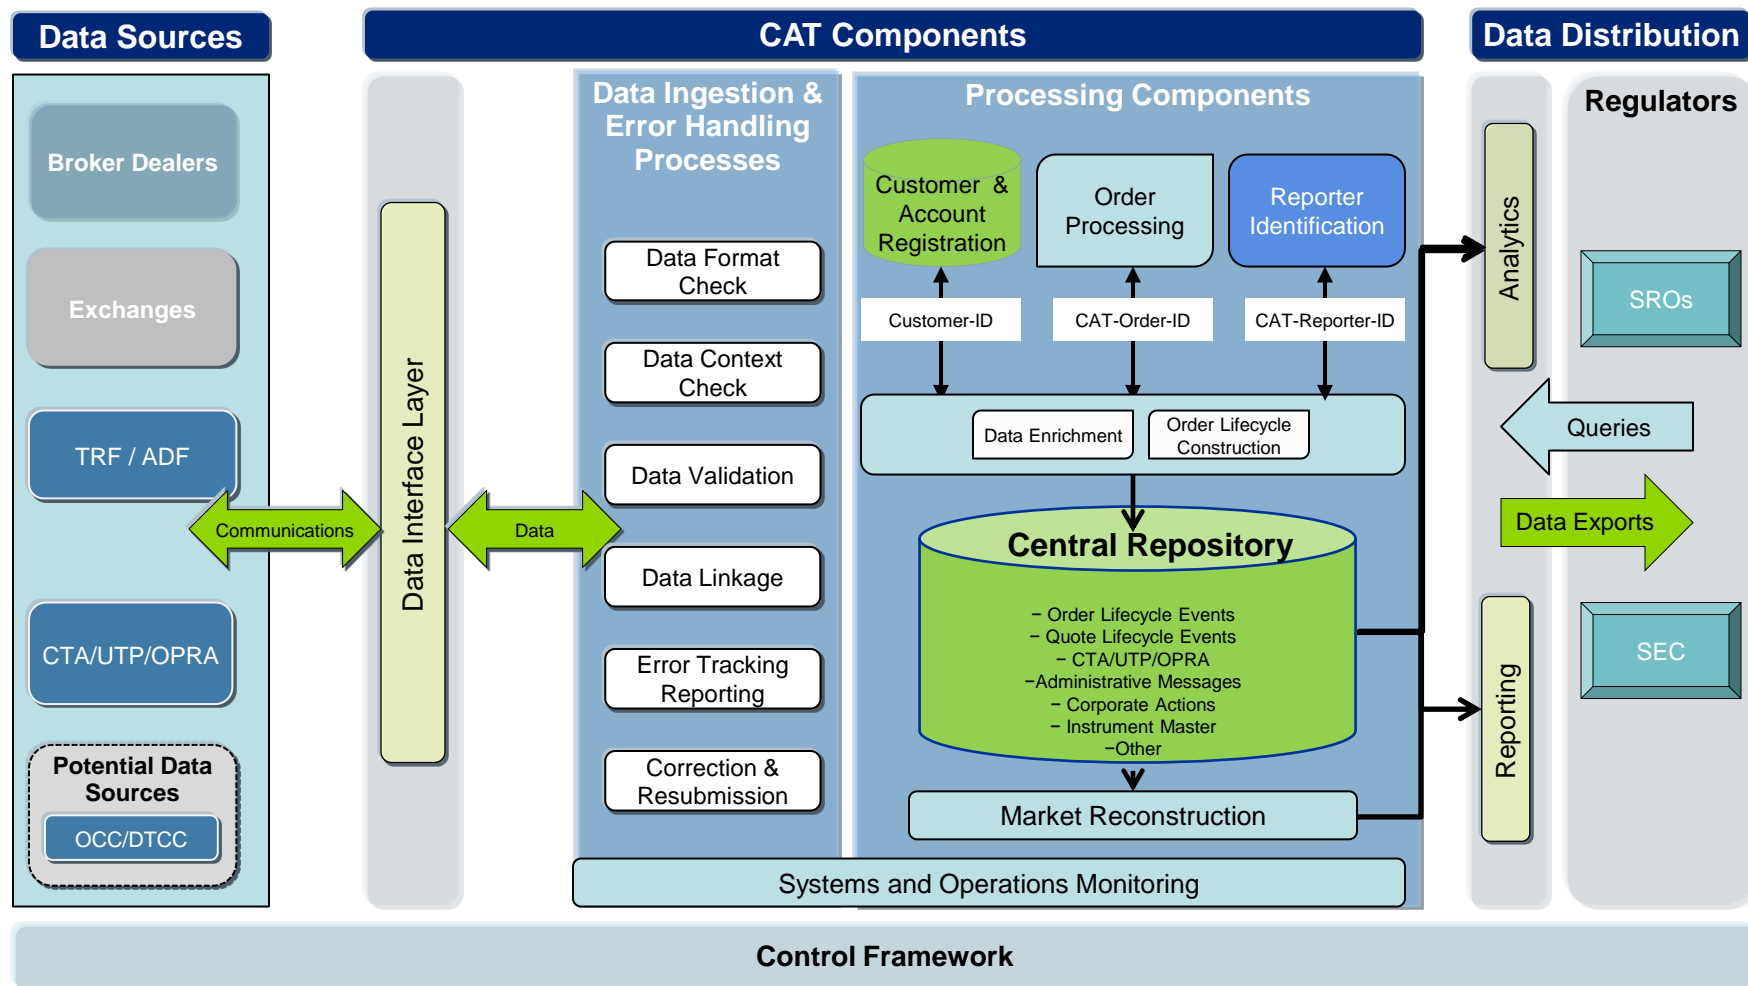 Data Sources
CAT Components
Data Distribution
Broker Dealers
Exchanges
TRF / ADF
CTA/UTP/OPRA
Potential Data
Sources
OCC/DTCC
Communications
Data Interface Layer
Data
Data Ingestion &
Error Handling
Processes
Data Format
Check
Data Context
Check
Data Validation
Data Linkage
Error Tracking
Reporting
Correction &
Resubmission
Processing Components
Customer &
Account
Registration
Order
Processing
Reporter
Identification
Customer-ID
CAT-Order-ID
CAT-Reporter-ID
Data Enrichment
Order Lifecycle
Construction
Central Repository
− Order Lifecycle Events
− Quote Lifecycle Events
− CTA/UTP/OPRA
−Administrative Messages
− Corporate Actions
− Instrument Master
−Other
Market Reconstruction
Systems and Operations Monitoring
Analytics
Reporting
Regulators
SROs
Queries
Data Exports
SEC
Control Framework